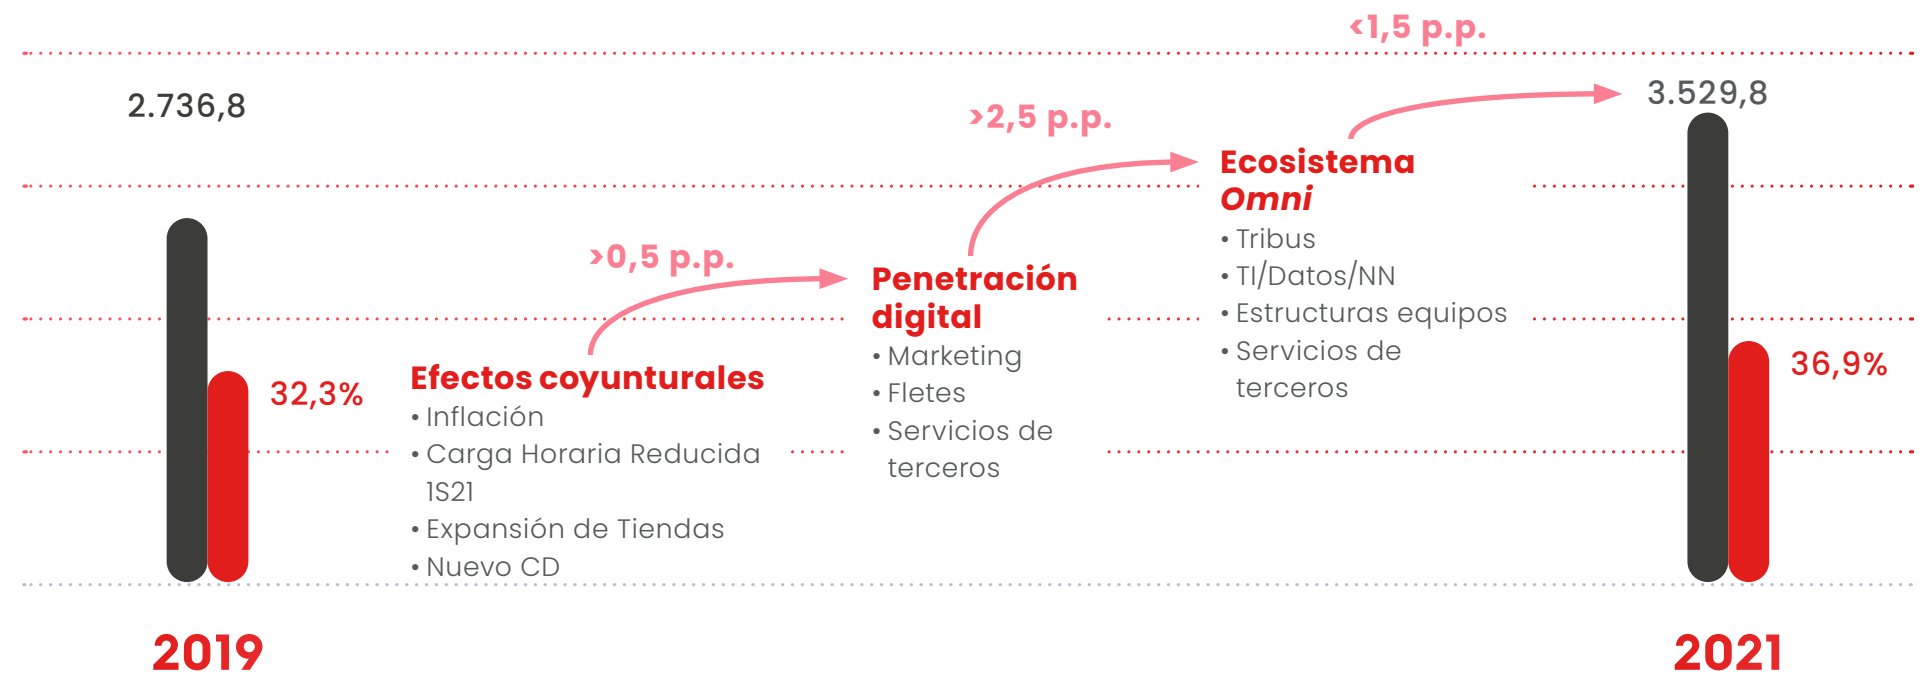 2.736,8
32,3%
2019
>0,5 p.p.
Efectos coyunturales
• Inflación
• Carga Horaria Reducida
1S21
• Expansión de Tiendas
• Nuevo CD
>2,5 p.p.
Penetración
digital
• Marketing
• Fletes
• Servicios de
terceros
<1,5 p.p.
Ecosistema
Omni
• Tribus
• TI/Datos/NN
• Estructuras equipos
• Servicios de
terceros
3.529,8
36,9%
2021